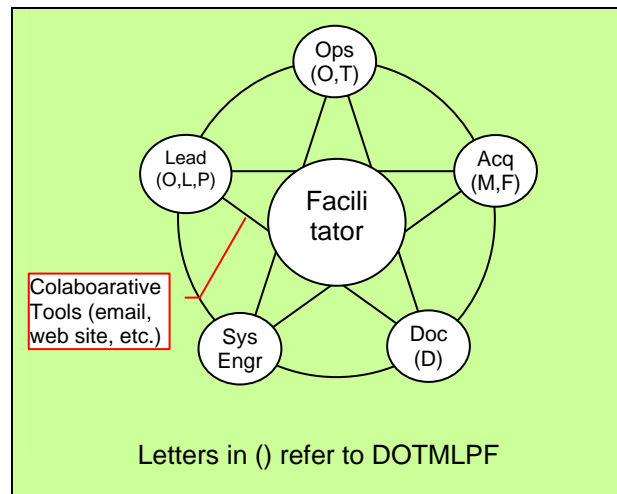 Ops
(O,T)
Lead
(O,L,P)
Acq
(M,F)
Facili
tator
Colaboarative
Tools (email,
web site, etc.)
Sys
Engr
Doc
(D)
Letters in () refer to DOTMLPF